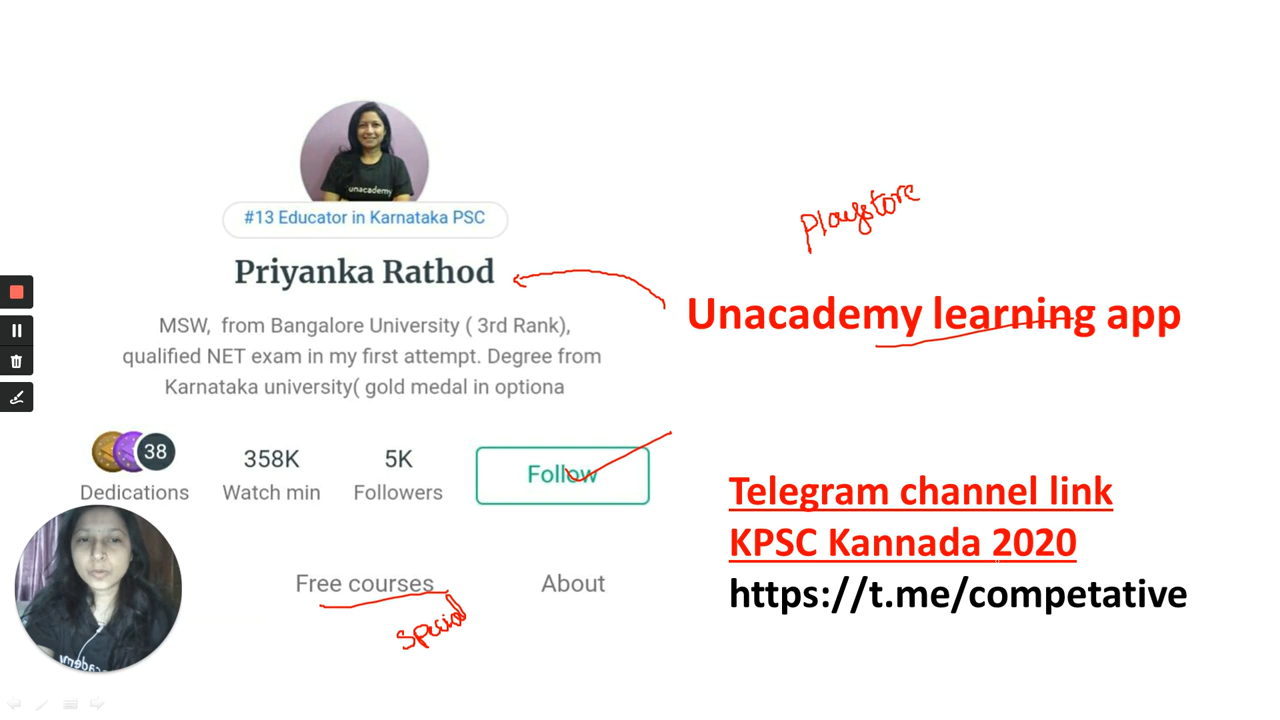 unacademy
#13 Educator in Karnataka PSC
Priyanka Rathod
MSW, from Bangalore University ( 3rd Rank),
qualified NET exam in my first attempt. Degree from
Karnataka university( gold medal in optiona
38
Dedications
358K
Watch min
5K
Followers
Follow
Free courses
Special
About
Playstore
Unacademy learning app
Telegram channel link
KPSC Kannada 2020
https://t.me/competative